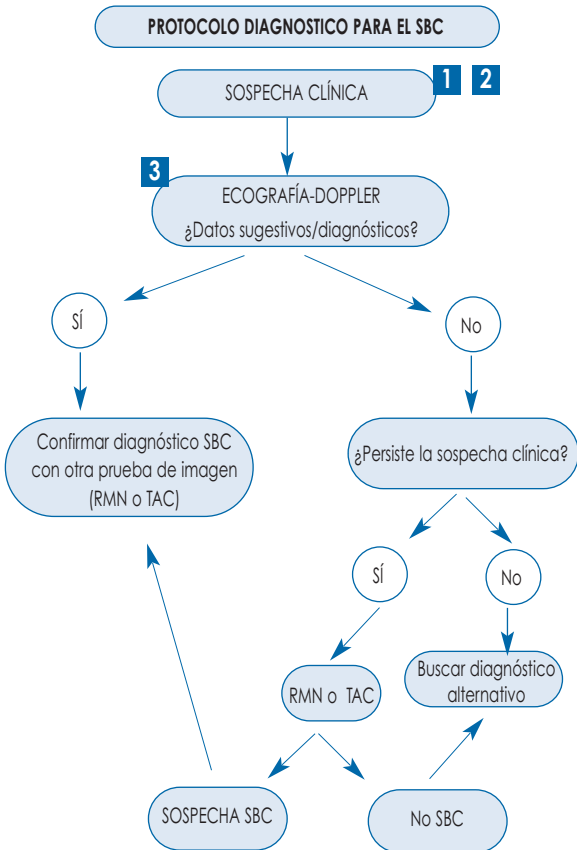 PROTOCOLO DIAGNOSTICO PARA EL SBC
SOSPECHA CLÍNICA
1 2
3
ECOGRAFÍA-DOPPLER
¿Datos sugestivos/diagnósticos?
SÍ
No
Confirmar diagnóstico SBC
con otra prueba de imagen
(RMN o TAC)
¿Persiste la sospecha clínica?
SÍ
No
RMN o TAC
Buscar diagnóstico
alternativo
SOSPECHA SBC
No SBC